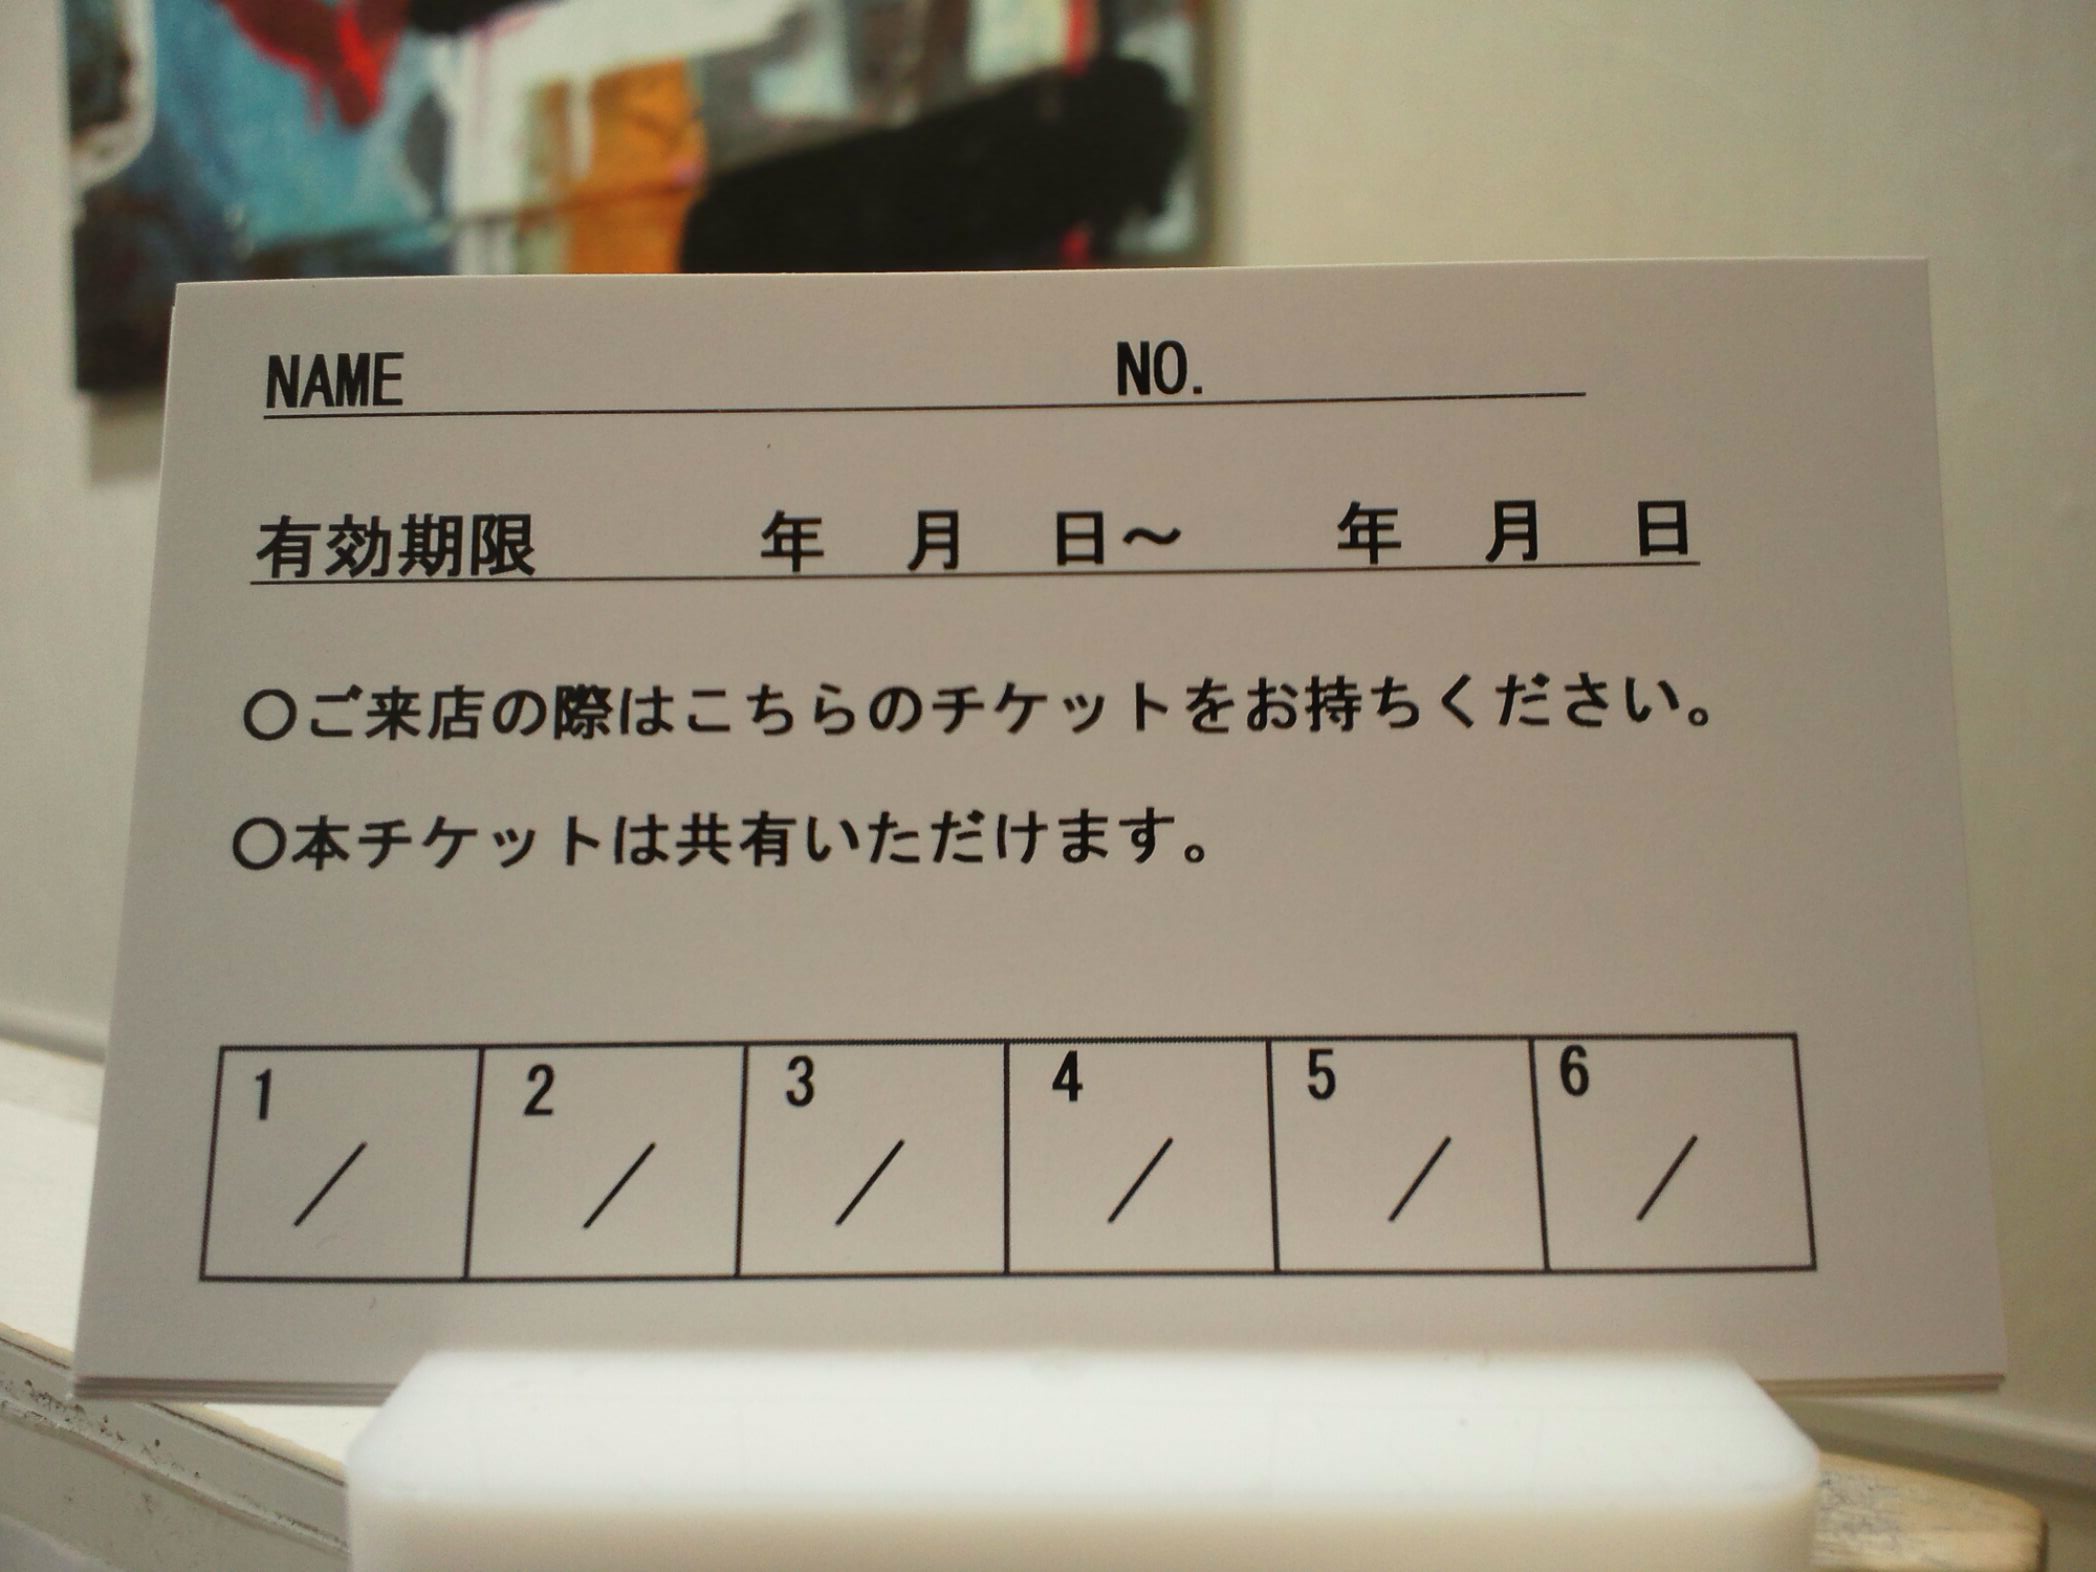 NAME NO.
有効期限 年 月 日～ 年 月 日
○ご来店の際はこちらのチケットをお持ちください。
○本チケットは共有いただけます。
1 2 3 4 5 6
/ / / / / /